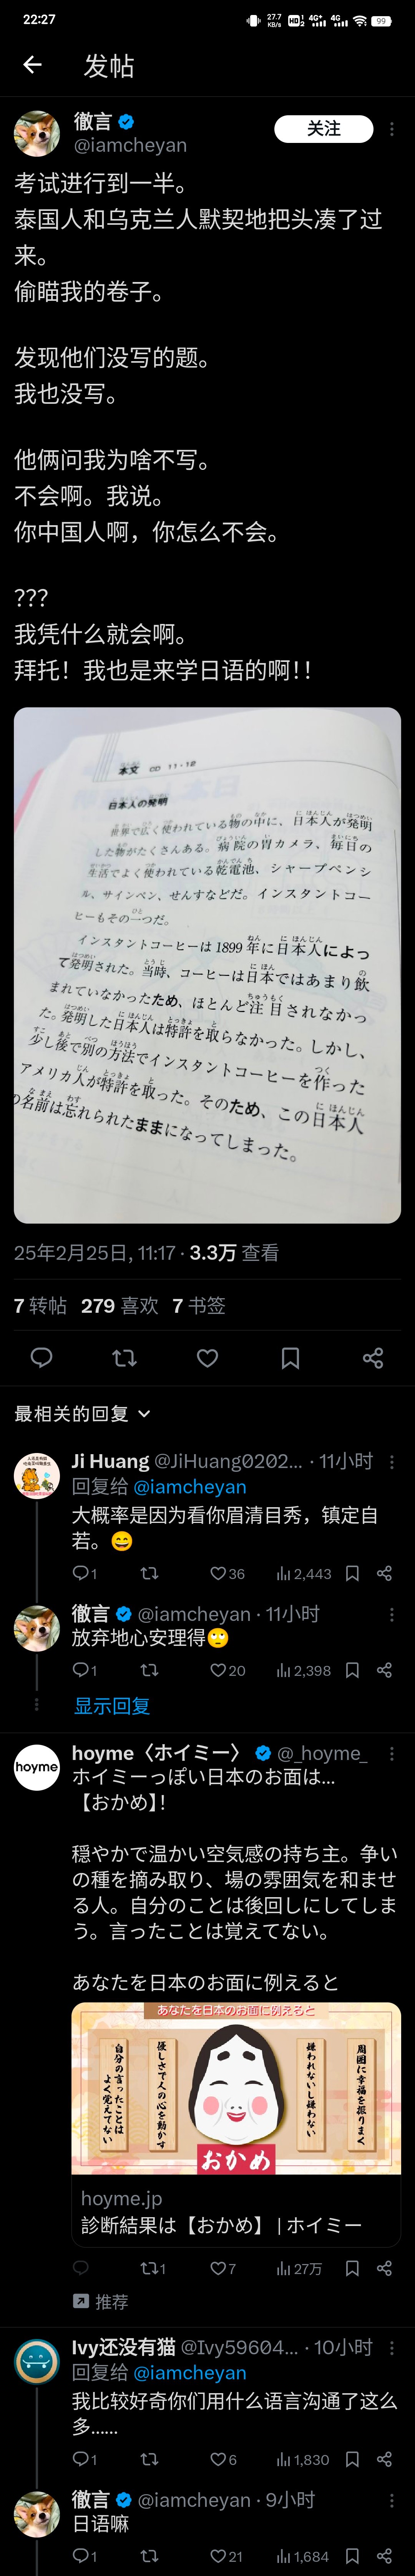 22:27
27.7
KB/s
HD
4G+
4G
99
发帖
徹言
@iamcheyan
关注
考试进行到一半。
泰国人和乌克兰人默契地把头凑了过
来。
偷瞄我的卷子。
发现他们没写的题。
我也没写。
他俩问我为啥不写。
不会啊。我说。
你中国人啊，你怎么不会。
???
我凭什么就会啊。
拜托！我也是来学日语的啊！！
本文 CD 11・12
日本人の発明
世界で広く使われている物の中に、日本人が発明
した物がたくさんある。病院の胃カメラ、毎日の
生活でよく使われている乾電池、シャープペンシ
ル、サインペン、せんすなどだ。インスタントコー
ヒーもその一つだ。
インスタントコーヒーは1899年に日本人によっ
て発明された。当時、コーヒーは日本ではあまり飲
まれていなかったため、ほとんど注目されなかっ
た。発明した日本人は特許を取らなかった。しかし、
少し後で別の方法でインスタントコーヒーを作った
アメリカ人が特許を取った。そのため、この日本人
の名前は忘れられたままになってしまった。
25年2月25日, 11:17 · 3.3万 查看
7 转帖 279 喜欢 7 书签
最相关的回复
Ji Huang @JiHuang0202... · 11小时
回复给 @iamcheyan
大概率是因为看你眉清目秀，镇定自
若。😄
1 36 2,443
徹言 @iamcheyan · 11小时
放弃地心安理得🙄
1 20 2,398
显示回复
hoyme
hoyme〈ホイミー〉 @_hoyme_
ホイミーっぽい日本のお面は...
【おかめ】!
穏やかで温かい空気感の持ち主。争い
の種を摘み取り、場の雰囲気を和ませ
る人。自分のことは後回しにしてしま
う。言ったことは覚えてない。
あなたを日本のお面に例えると
あなたを日本のお面に例えると
周囲に幸福を振りまく
嫌われないし嫌わない
優しさで人の心を動かす
自分の言ったことは
よく覚えてない
おかめ
hoyme.jp
診断結果は【おかめ】 | ホイミー
1 7 27万
推荐
Ivy还没有猫 @Ivy59604... · 10小时
回复给 @iamcheyan
我比较好奇你们用什么语言沟通了这么
多......
1 6 1,830
徹言 @iamcheyan · 9小时
日语嘛
1 21 1,684